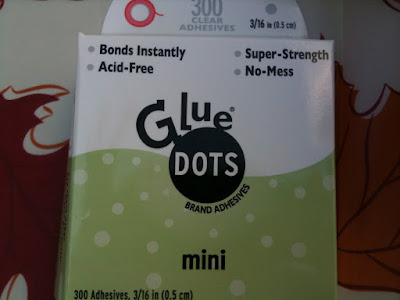 300
CLEAR
ADHESIVES
3/16 in (0.5 cm)
• Bonds Instantly
• Acid-Free
• Super-Strength
• No-Mess
Glue®
DOTS
BRAND ADHESIVES
mini
300 Adhesives, 3/16 in (0.5 cm)